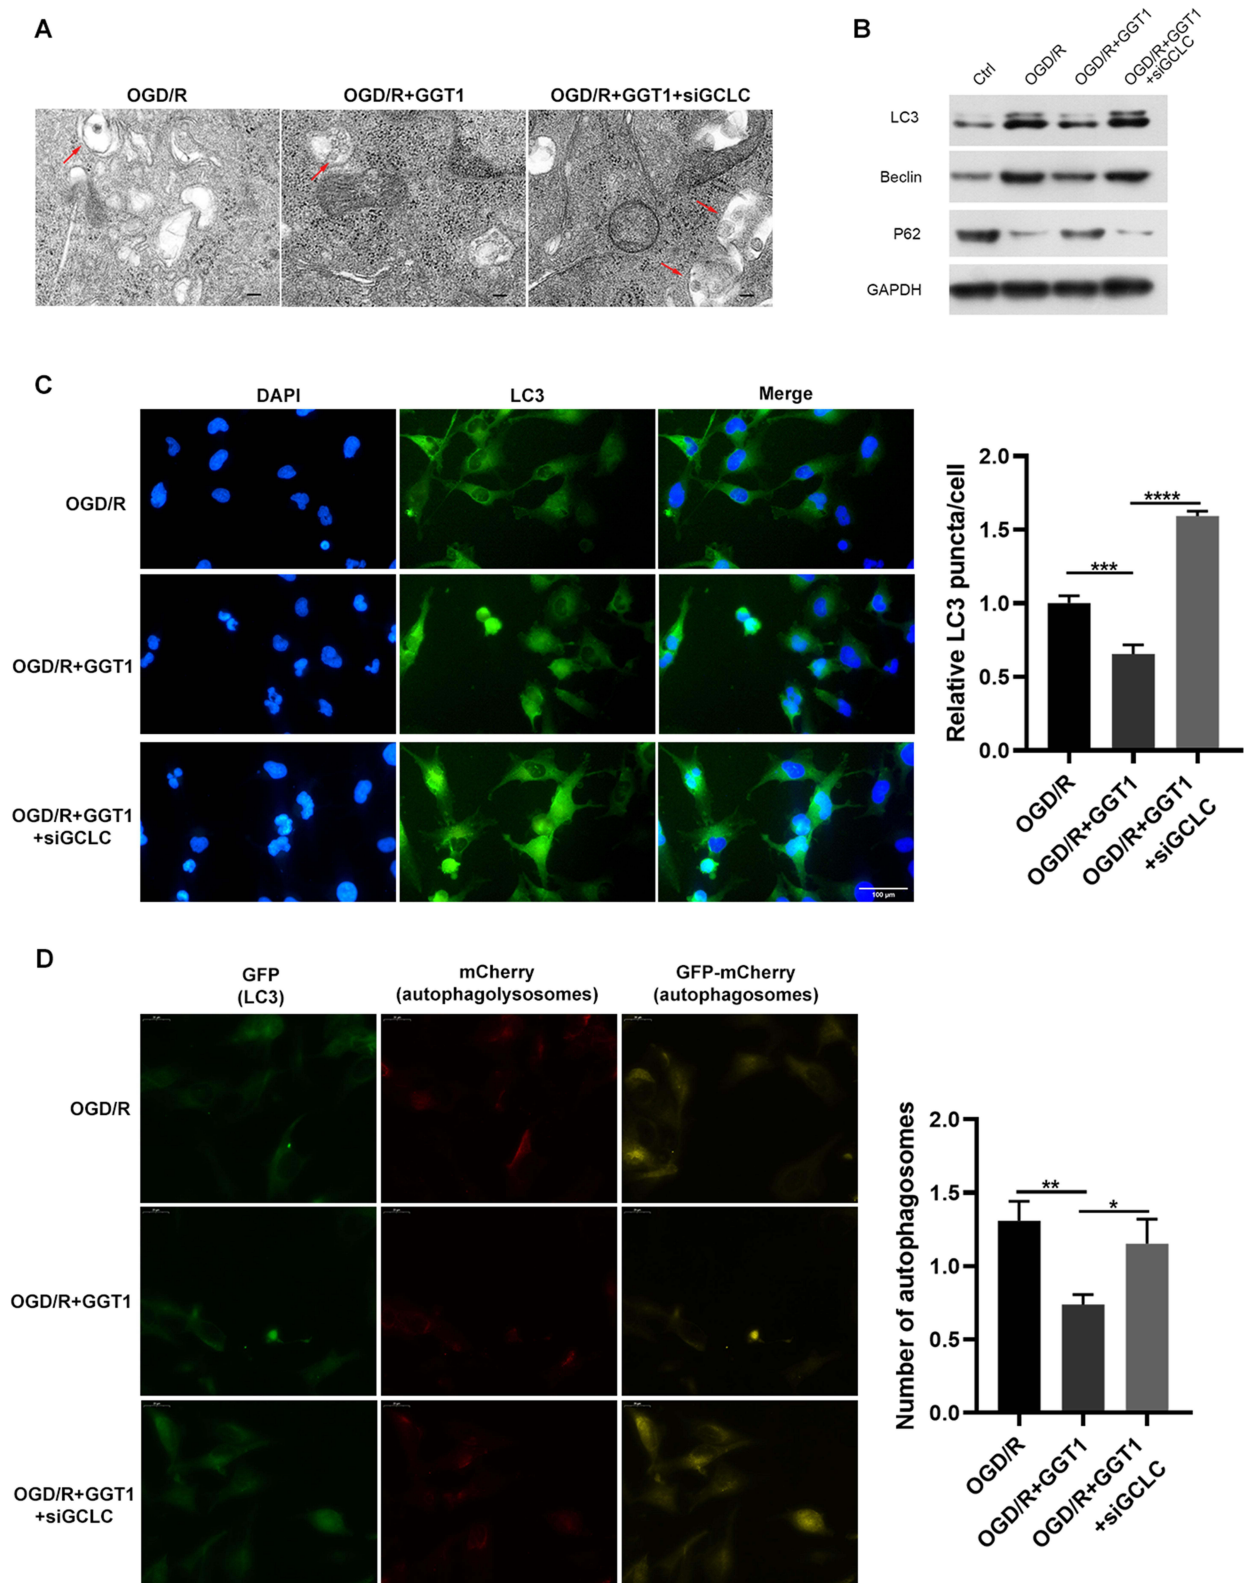 A
OGD/R
OGD/R+GGT1
OGD/R+GGT1+siGCLC
B
Ctrl
OGD/R
OGD/R+GGT1
OGD/R+GGT1
+siGCLC
LC3
Beclin
P62
GAPDH
C
DAPI
LC3
Merge
OGD/R
OGD/R+GGT1
OGD/R+GGT1
+siGCLC
100 μm
Relative LC3 puncta/cell
2.0
1.5
1.0
0.5
0.0
***
****
OGD/R
OGD/R+GGT1
OGD/R+GGT1
+siGCLC
D
GFP
(LC3)
mCherry
(autophagolysosomes)
GFP-mCherry
(autophagosomes)
OGD/R
OGD/R+GGT1
OGD/R+GGT1
+siGCLC
Number of autophagosomes
2.0
1.5
1.0
0.5
0.0
**
*
OGD/R
OGD/R+GGT1
OGD/R+GGT1
+siGCLC